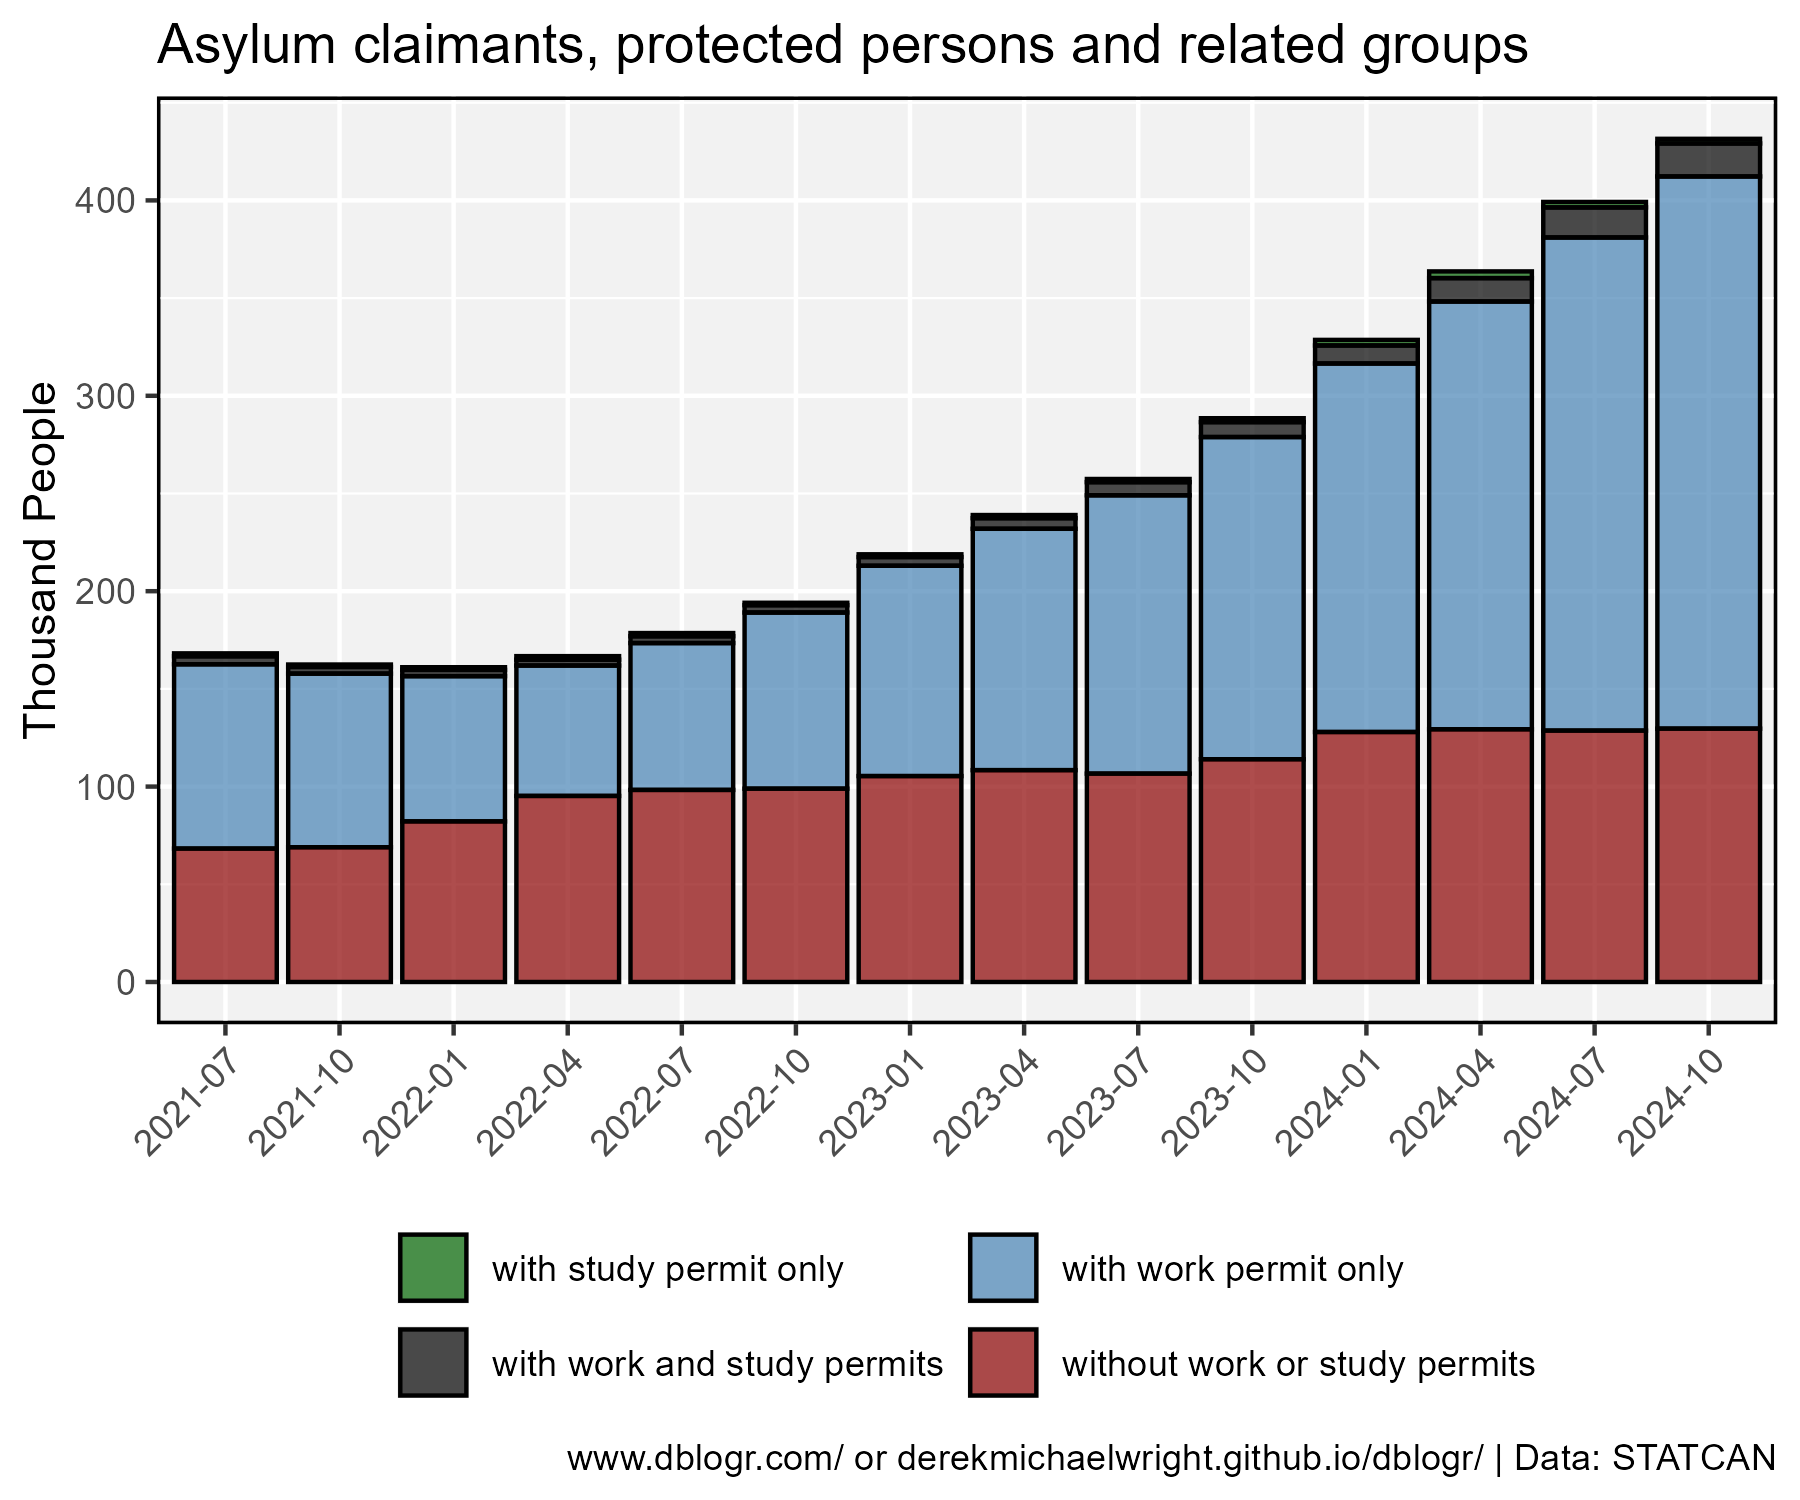 Asylum claimants, protected persons and related groups
Thousand People
400
300
200
100
0
2021-07
2021-10
2022-01
2022-04
2022-07
2022-10
2023-01
2023-04
2023-07
2023-10
2024-01
2024-04
2024-07
2024-10
with study permit only
with work permit only
with work and study permits
without work or study permits
www.dblogr.com/ or derekmichaelwright.github.io/dblogr/ | Data: STATCAN